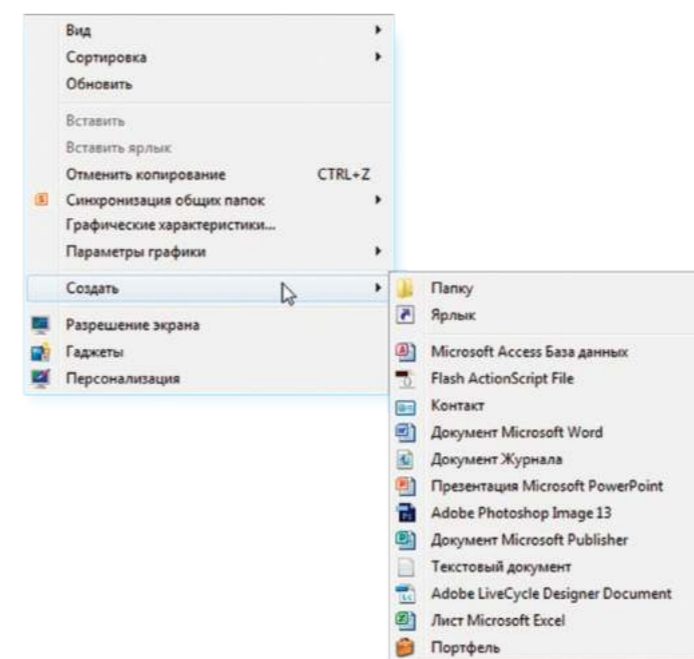 Вид
Сортировка
Обновить
Вставить
Вставить ярлык
Отменить копирование CTRL+Z
Синхронизация общих папок
Графические характеристики...
Параметры графики
Создать
Разрешение экрана
Гаджеты
Персонализация
Папку
Ярлык
Microsoft Access База данных
Flash ActionScript File
Контакт
Документ Microsoft Word
Документ Журнала
Презентация Microsoft PowerPoint
Adobe Photoshop Image 13
Документ Microsoft Publisher
Текстовый документ
Adobe LiveCycle Designer Document
Лист Microsoft Excel
Портфель